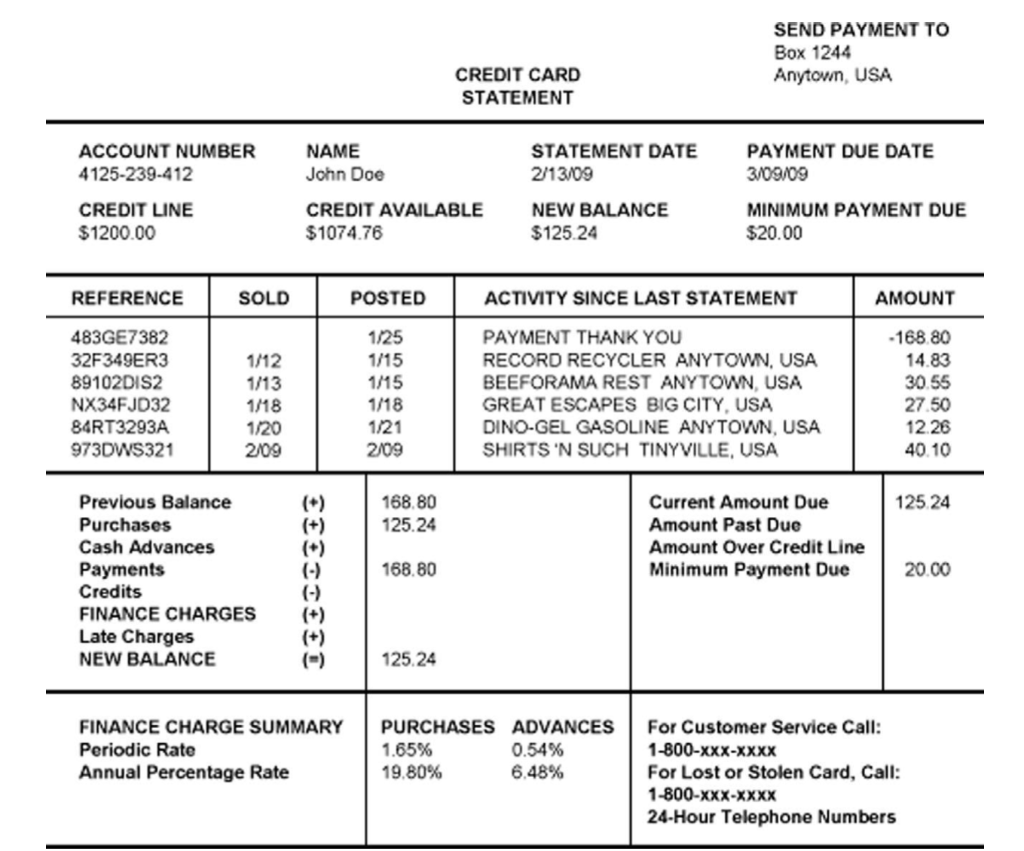 SEND PAYMENT TO
Box 1244
Anytown, USA
CREDIT CARD
STATEMENT
ACCOUNT NUMBER NAME STATEMENT DATE PAYMENT DUE DATE
4125-239-412 John Doe 2/13/09 3/09/09
CREDIT LINE CREDIT AVAILABLE NEW BALANCE MINIMUM PAYMENT DUE
$1200.00 $1074.76 $125.24 $20.00
REFERENCE SOLD POSTED ACTIVITY SINCE LAST STATEMENT AMOUNT
483GE7382 1/25 PAYMENT THANK YOU -168.80
32F349ER3 1/12 1/15 RECORD RECYCLER ANYTOWN, USA 14.83
89102DIS2 1/13 1/15 BEEFORAMA REST ANYTOWN, USA 30.55
NX34FJD32 1/18 1/18 GREAT ESCAPES BIG CITY, USA 27.50
84RT3293A 1/20 1/21 DINO-GEL GASOLINE ANYTOWN, USA 12.26
973DWS321 2/09 2/09 SHIRTS 'N SUCH TINYVILLE, USA 40.10
Previous Balance (+) 168.80 Current Amount Due 125.24
Purchases (+) 125.24 Amount Past Due
Cash Advances (+) Amount Over Credit Line
Payments (-) 168.80 Minimum Payment Due 20.00
Credits (-)
FINANCE CHARGES (+)
Late Charges (+)
NEW BALANCE (=) 125.24
FINANCE CHARGE SUMMARY PURCHASES ADVANCES For Customer Service Call:
Periodic Rate 1.65% 0.54% 1-800-xxx-xxxx
Annual Percentage Rate 19.80% 6.48% For Lost or Stolen Card, Call:
1-800-xxx-xxxx
24-Hour Telephone Numbers